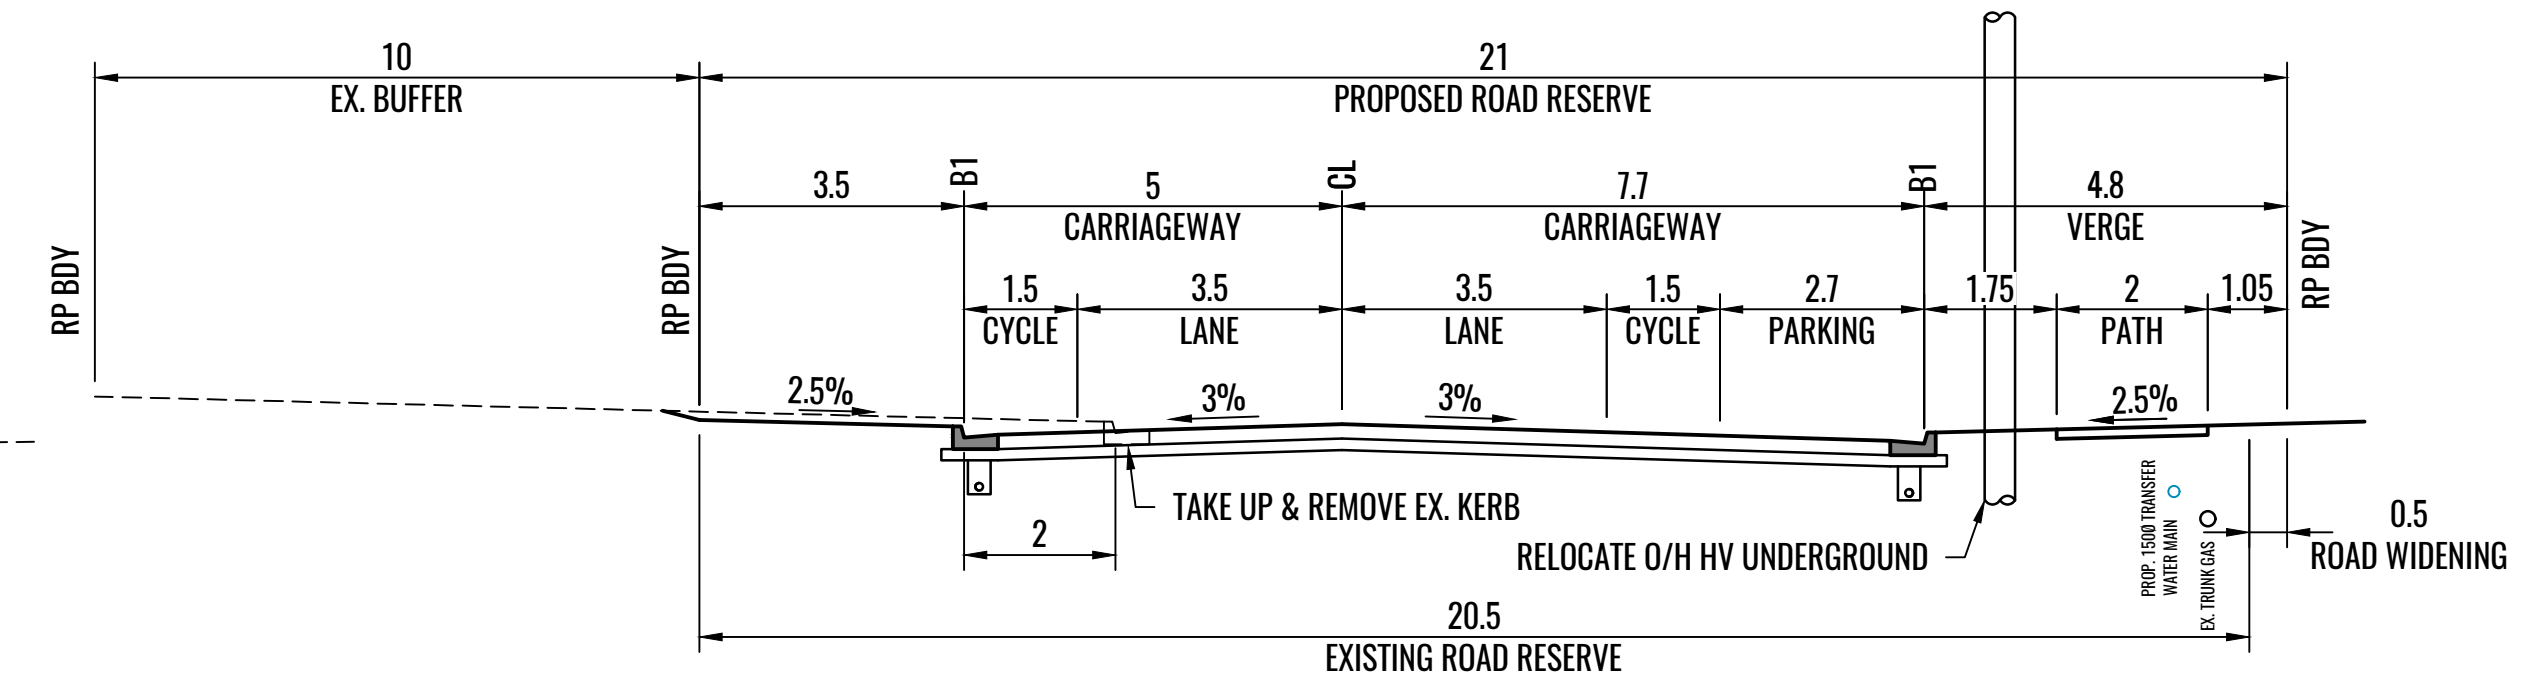 10
EX. BUFFER
21
PROPOSED ROAD RESERVE
RP BDY
RP BDY
3.5
B1
5
CARRIAGEWAY
CL
7.7
CARRIAGEWAY
B1
4.8
VERGE
RP BDY
1.5
CYCLE
3.5
LANE
3.5
LANE
1.5
CYCLE
2.7
PARKING
1.75
2
PATH
1.05
2.5%
3%
3%
2.5%
TAKE UP & REMOVE EX. KERB
2
RELOCATE O/H HV UNDERGROUND
PROP. 1500 TRANSFER
WATER MAIN
EX. TRUNK GAS
0.5
ROAD WIDENING
20.5
EXISTING ROAD RESERVE